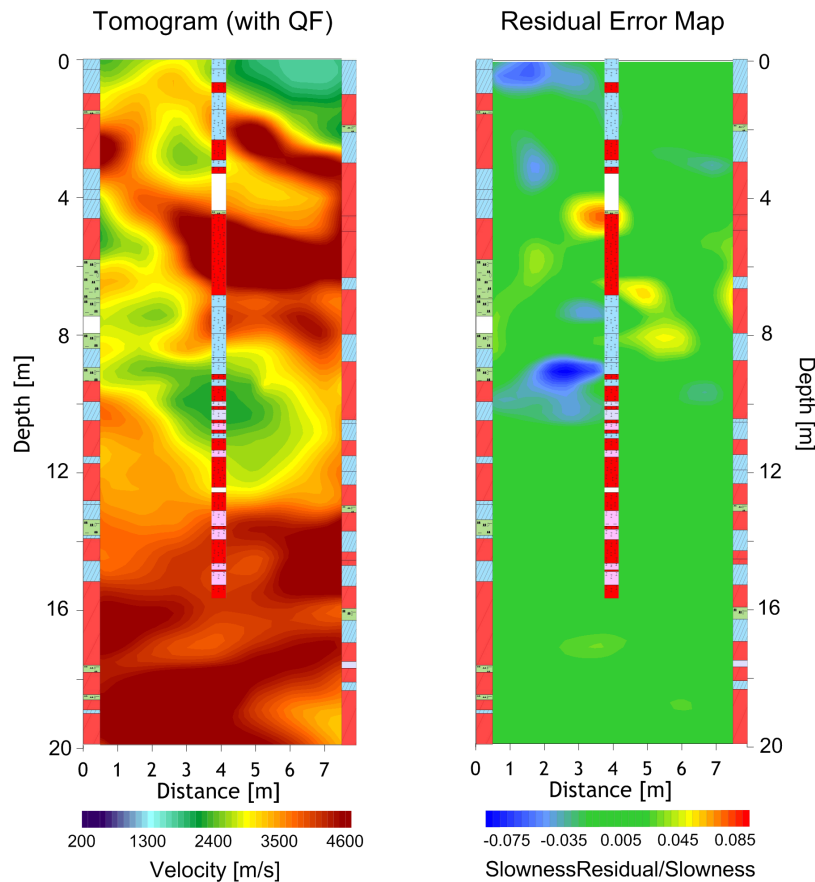 Tomogram (with QF)
Residual Error Map
0
4
8
12
16
20
Depth [m]
0 1 2 3 4 5 6 7
Distance [m]
200 1300 2400 3500 4600
Velocity [m/s]
0
4
8
12
16
20
Depth [m]
0 1 2 3 4 5 6 7
Distance [m]
-0.075 -0.035 0.005 0.045 0.085
SlownessResidual/Slowness